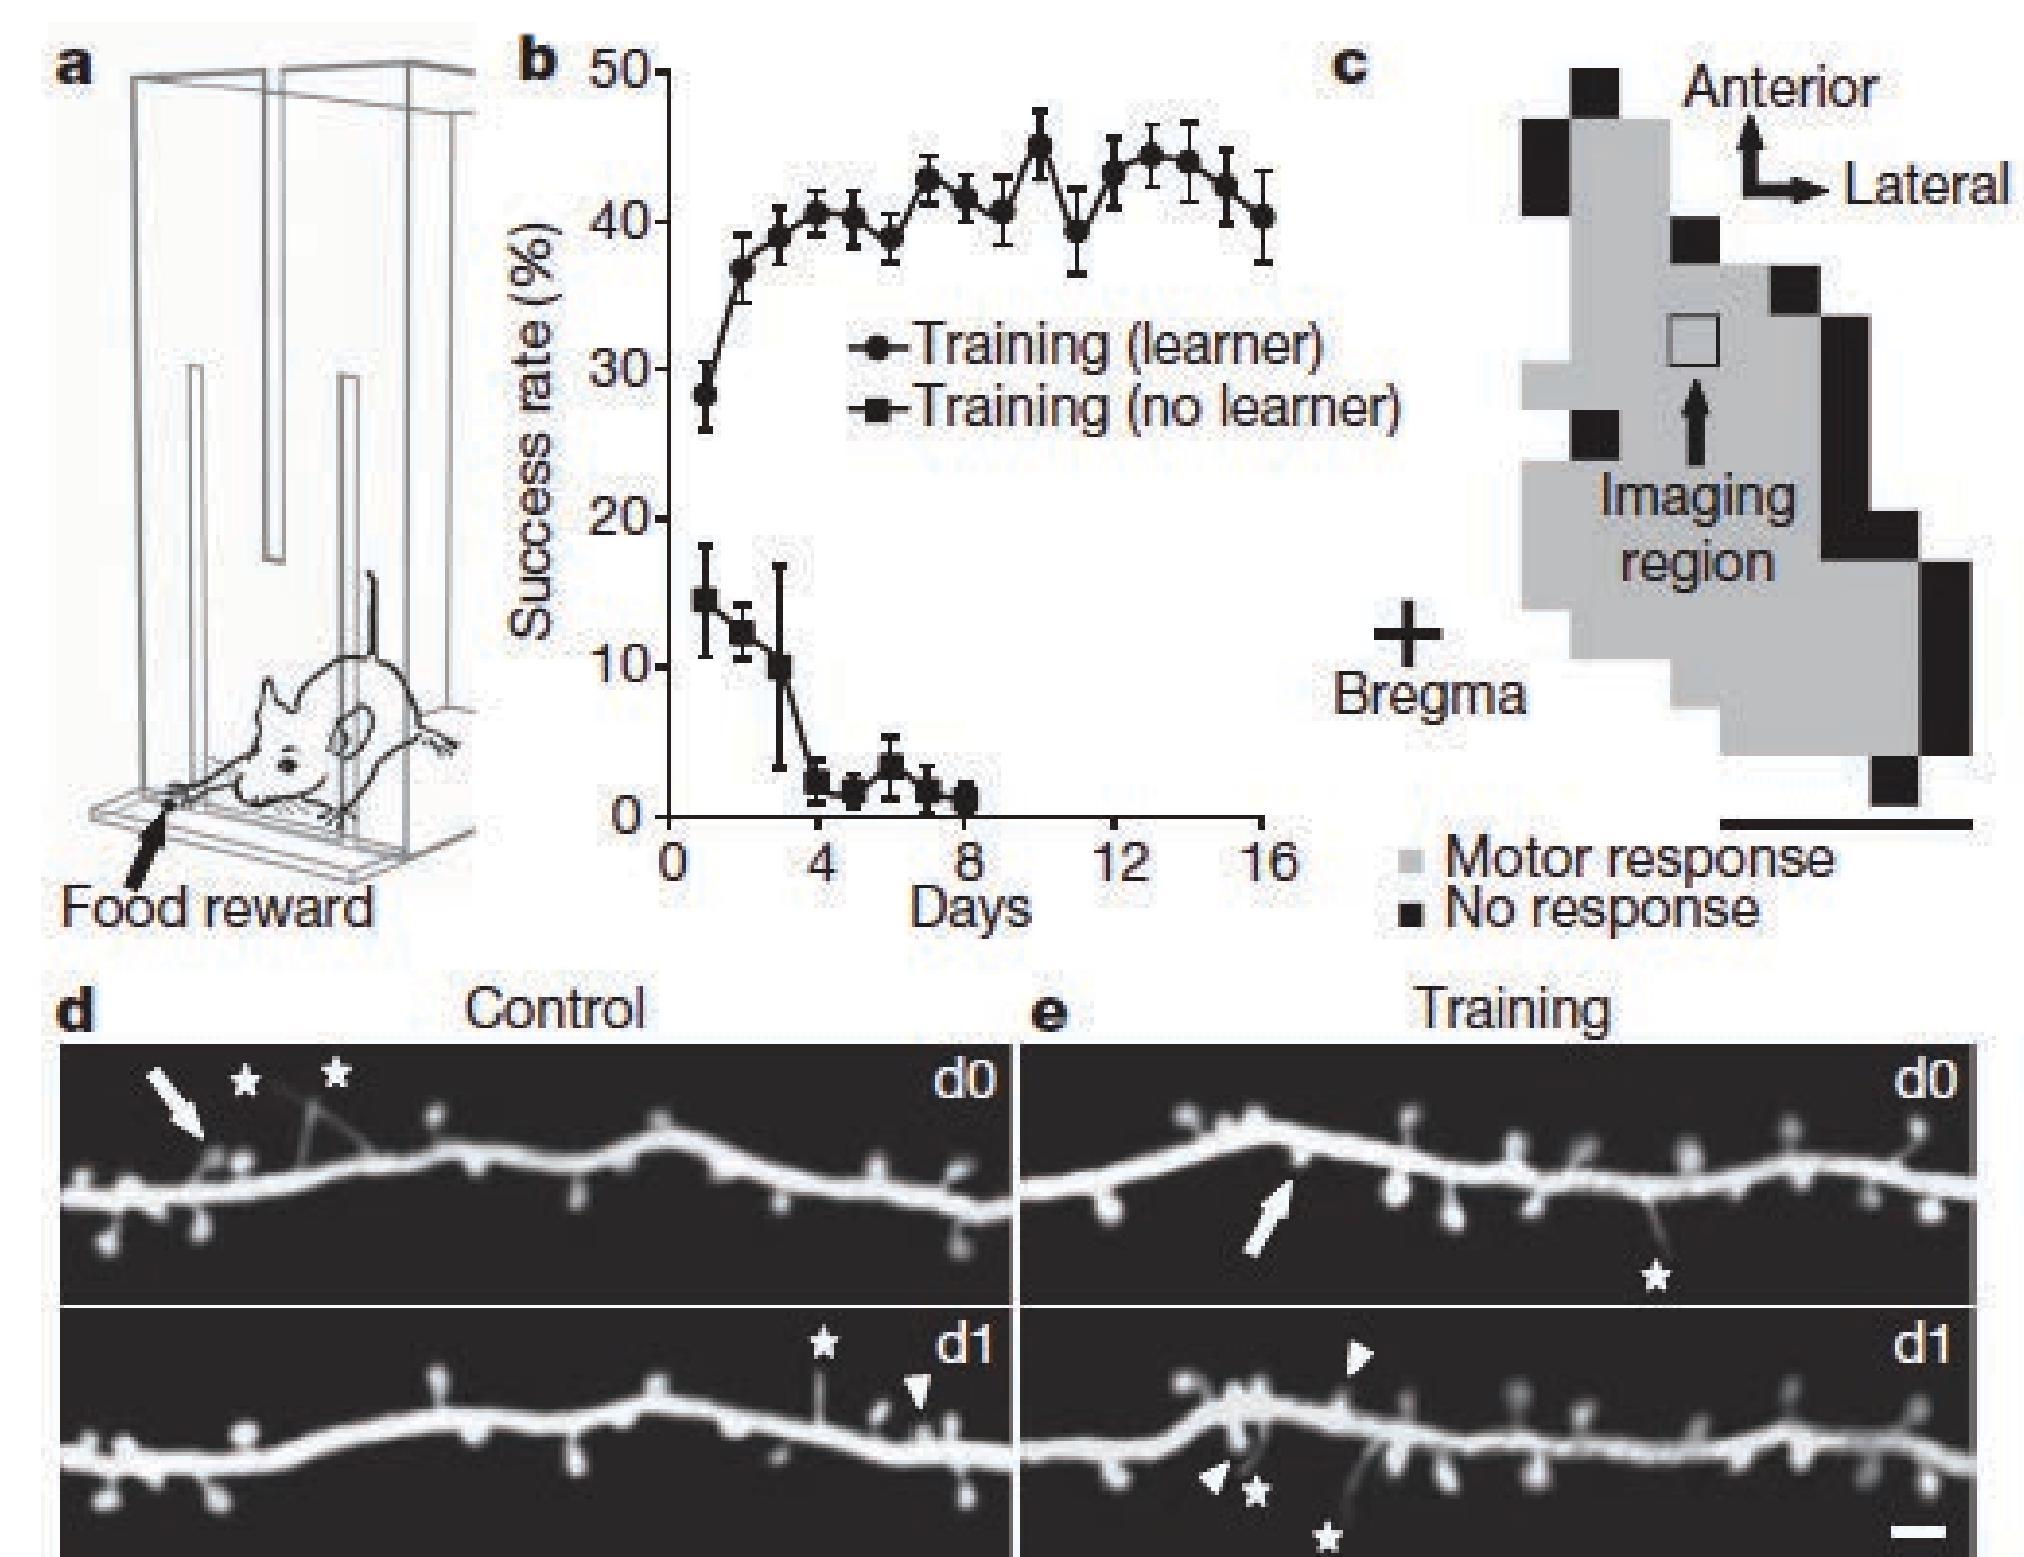 a
b
50
40
30
20
10
0
Success rate (%)
Training (learner)
Training (no learner)
0 4 8 12 16
Days
Food reward
c
Anterior
Lateral
Imaging
region
Bregma
Motor response
No response
d Control
d0
d1
e Training
d0
d1